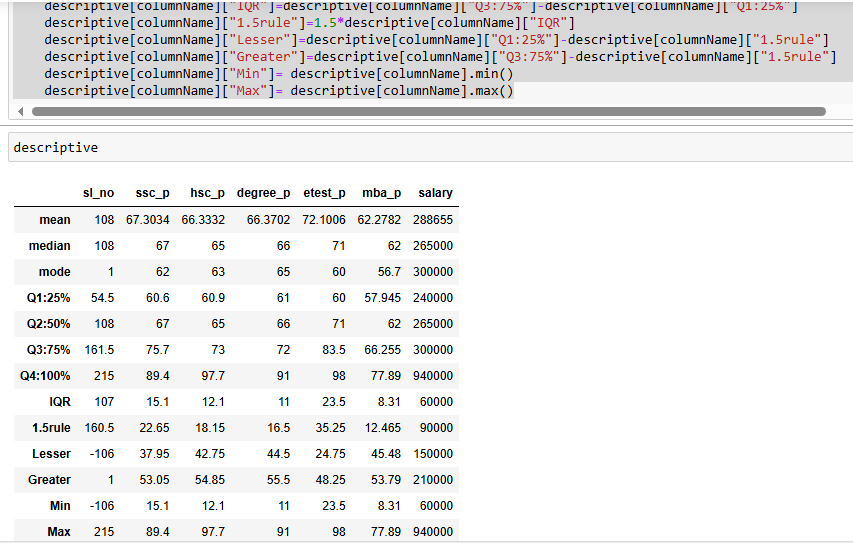 descriptive[columnName]["IQR"]=descriptive[columnName]["Q3:75%"]-descriptive[columnName]["Q1:25%"]
descriptive[columnName]["1.5rule"]=1.5*descriptive[columnName]["IQR"]
descriptive[columnName]["Lesser"]=descriptive[columnName]["Q1:25%"]-descriptive[columnName]["1.5rule"]
descriptive[columnName]["Greater"]=descriptive[columnName]["Q3:75%"]-descriptive[columnName]["1.5rule"]
descriptive[columnName]["Min"]= descriptive[columnName].min()
descriptive[columnName]["Max"]= descriptive[columnName].max()
descriptive
sl_no ssc_p hsc_p degree_p etest_p mba_p salary
mean 108 67.3034 66.3332 66.3702 72.1006 62.2782 288655
median 108 67 65 66 71 62 265000
mode 1 62 63 65 60 56.7 300000
Q1:25% 54.5 60.6 60.9 61 60 57.945 240000
Q2:50% 108 67 65 66 71 62 265000
Q3:75% 161.5 75.7 73 72 83.5 66.255 300000
Q4:100% 215 89.4 97.7 91 98 77.89 940000
IQR 107 15.1 12.1 11 23.5 8.31 60000
1.5rule 160.5 22.65 18.15 16.5 35.25 12.465 90000
Lesser -106 37.95 42.75 44.5 24.75 45.48 150000
Greater 1 53.05 54.85 55.5 48.25 53.79 210000
Min -106 15.1 12.1 11 23.5 8.31 60000
Max 215 89.4 97.7 91 98 77.89 940000